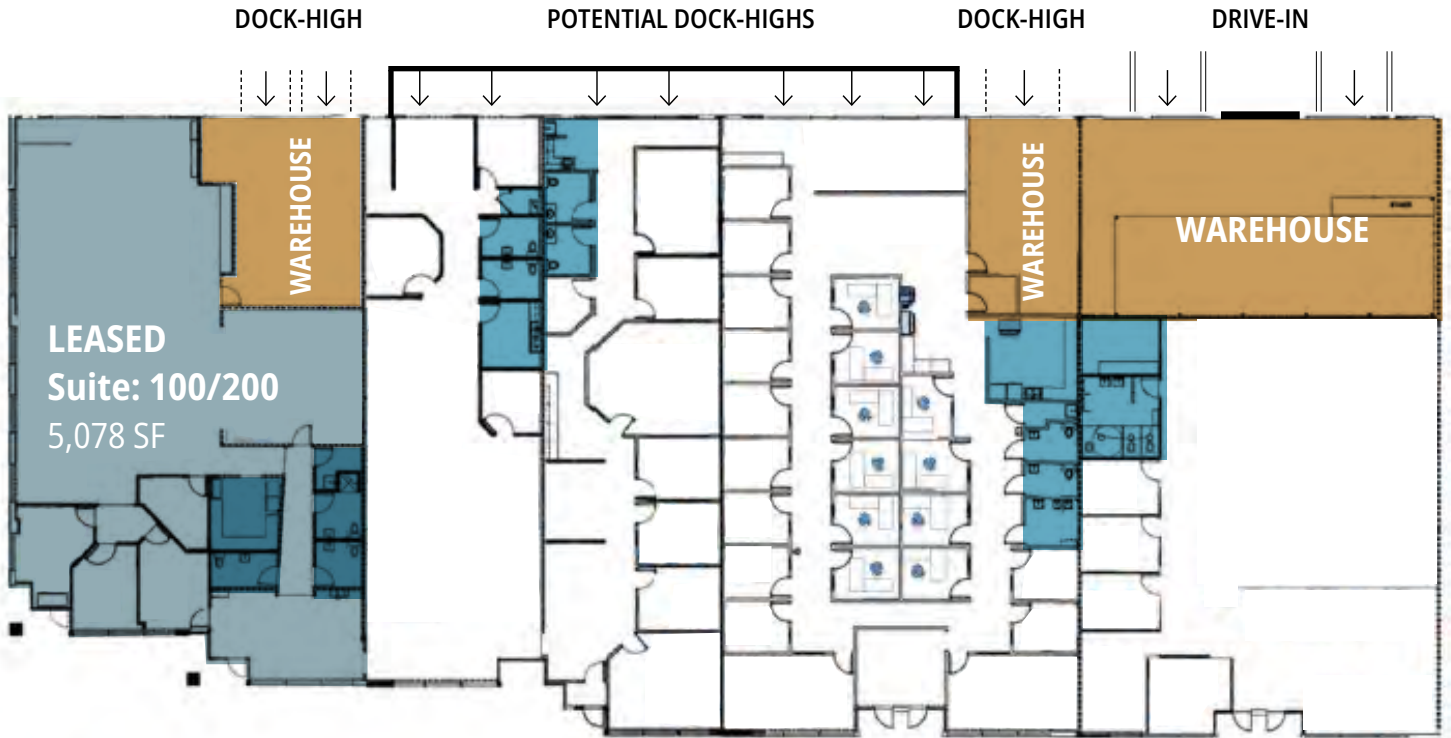 DOCK-HIGH
POTENTIAL DOCK-HIGHS
DOCK-HIGH
DRIVE-IN
WAREHOUSE
WAREHOUSE
WAREHOUSE
LEASED
Suite: 100/200
5,078 SF